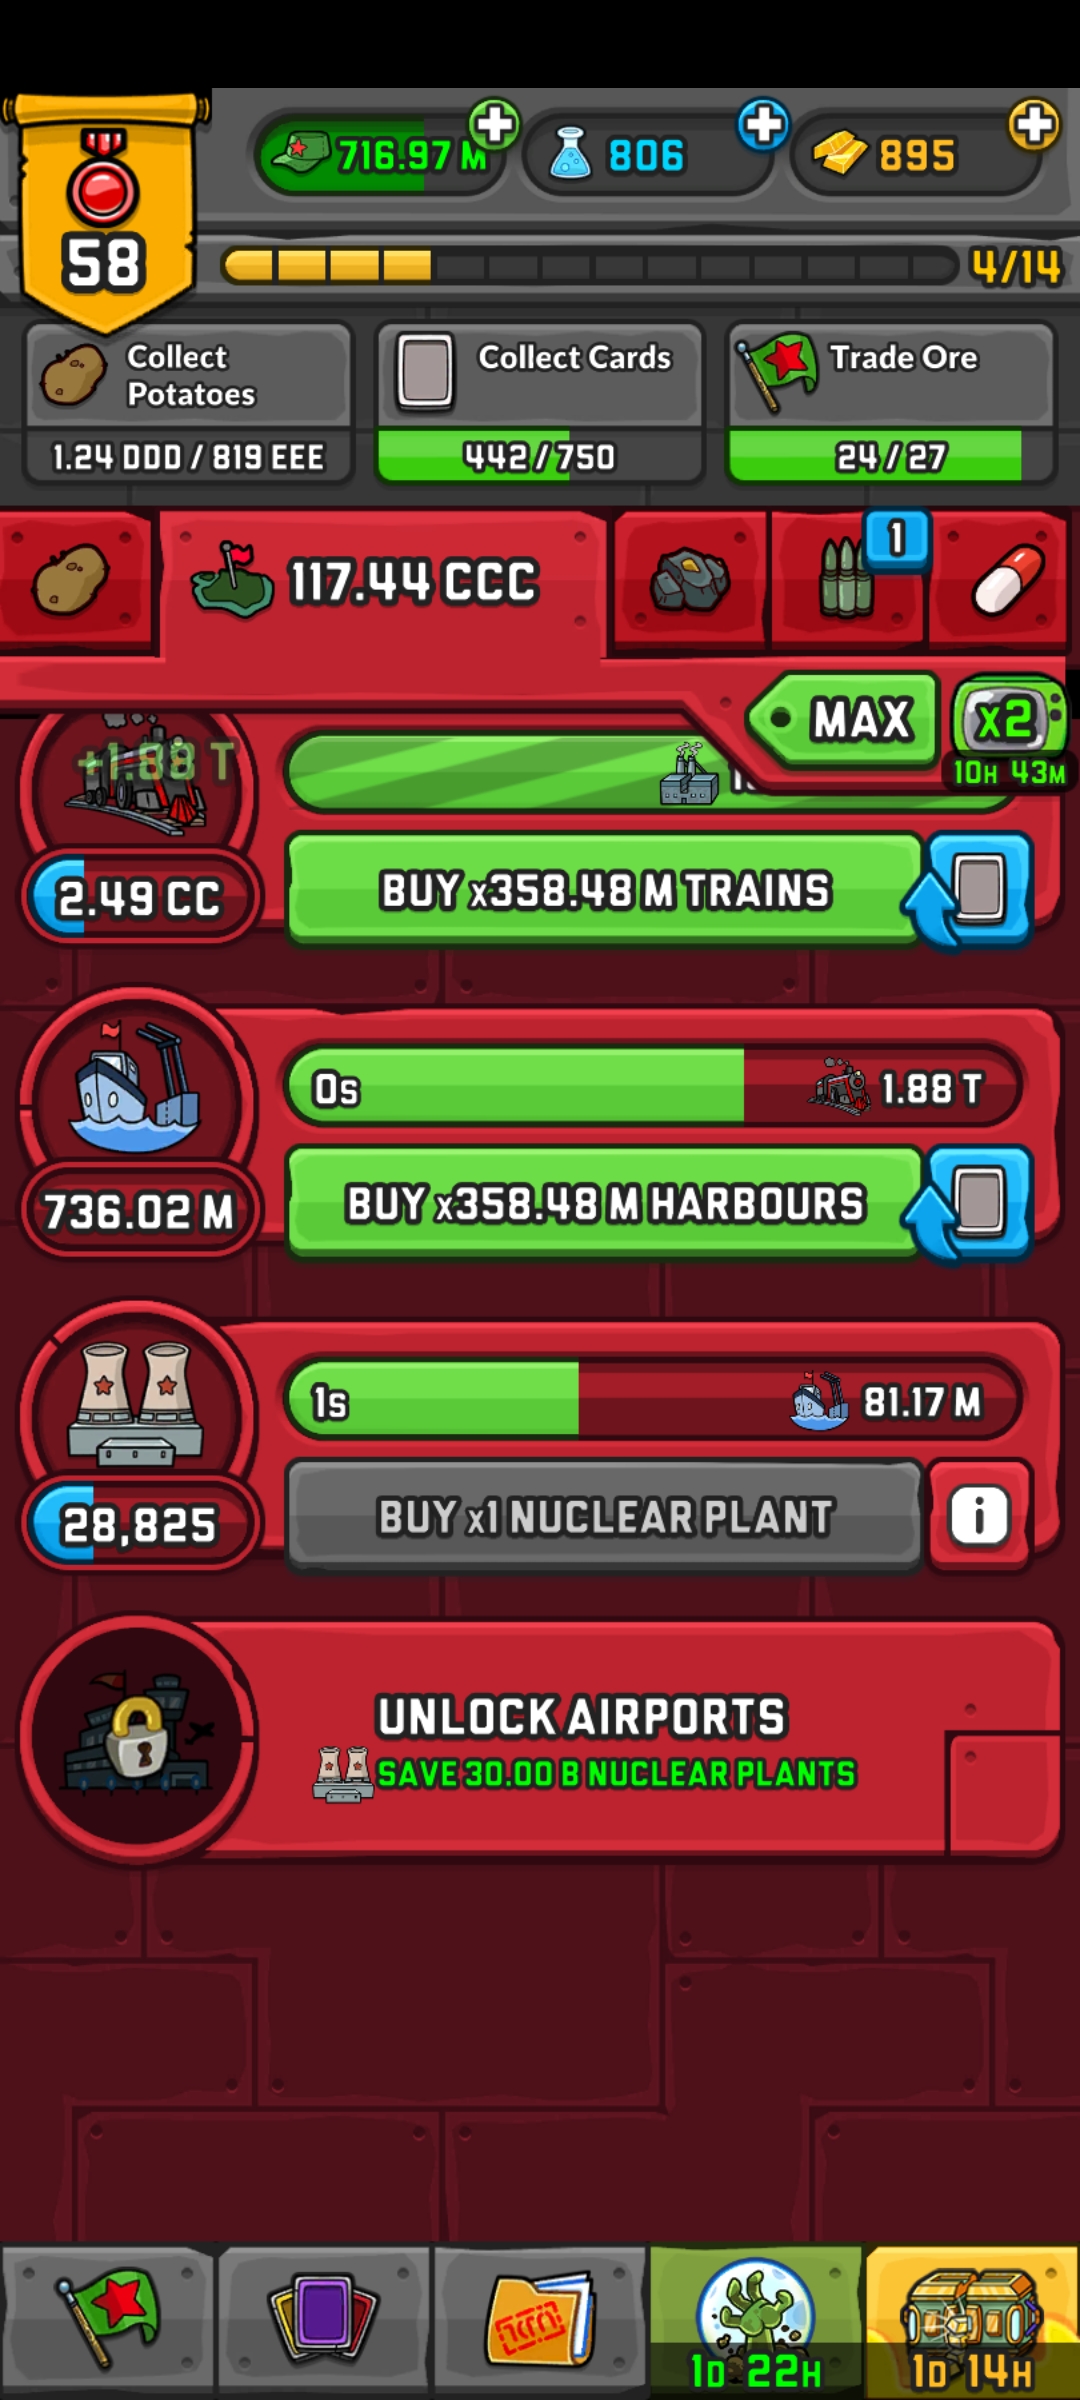 716.97 M
806
895
58
4/14
Collect
Potatoes
Collect Cards
Trade Ore
1.24 DDD / 819 EEE
442/750
24/27
117.44 CCC
1
MAX
x2
10H 43M
+1.88 T
2.49 CC
BUY x358.48 M TRAINS
0s
1.88 T
736.02 M
BUY x358.48 M HARBOURS
1s
81.17 M
28,825
BUY x1 NUCLEAR PLANT
i
UNLOCK AIRPORTS
SAVE 30.00 B NUCLEAR PLANTS
1D 22H
1D 14H